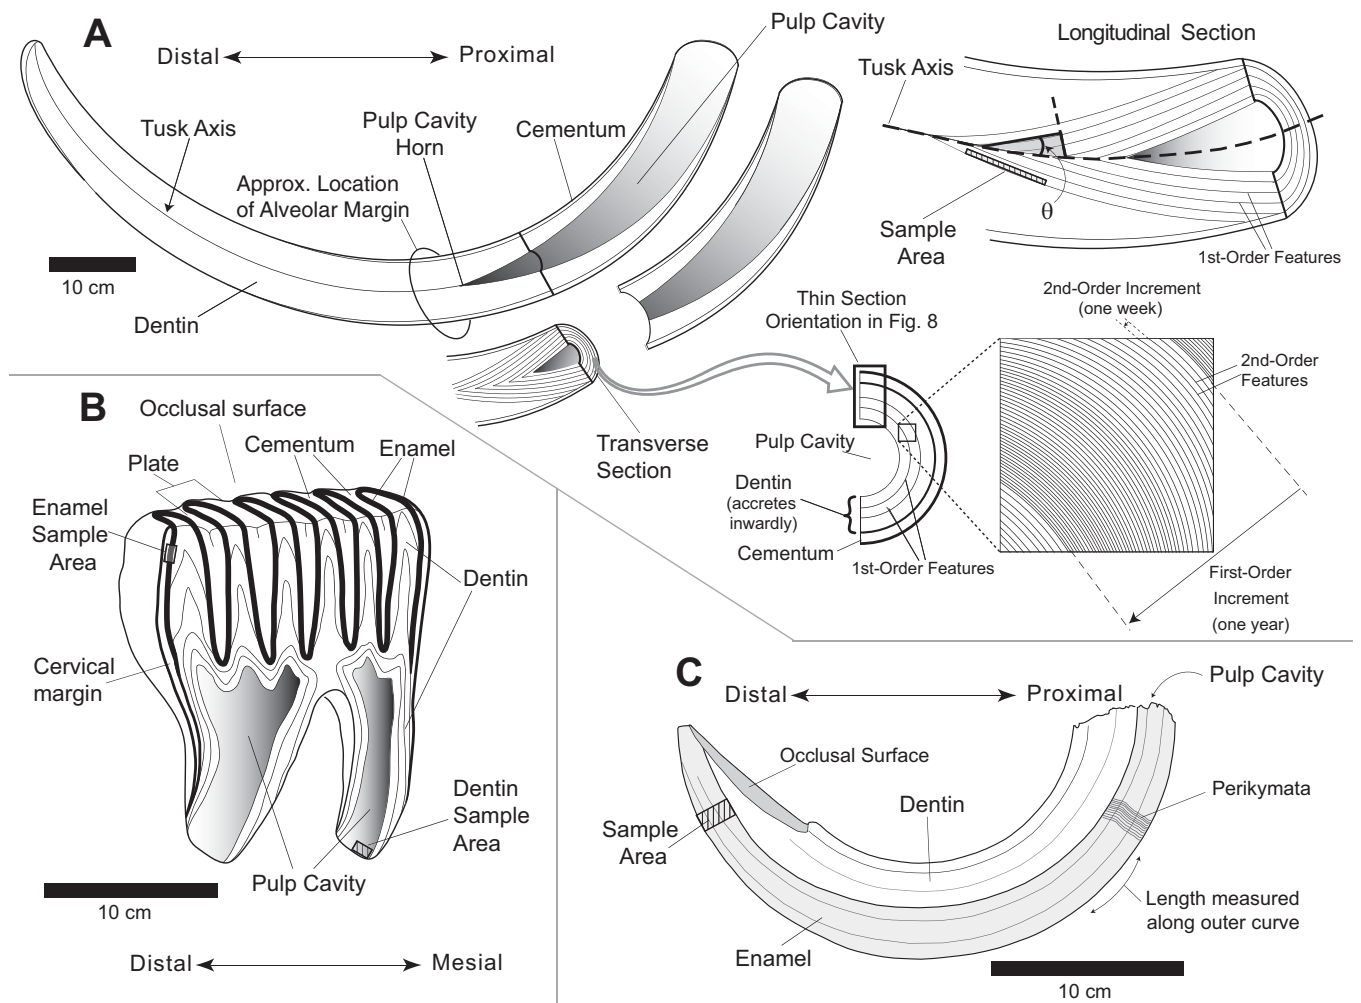 A
Distal
Proximal
Pulp Cavity
Tusk Axis
Pulp Cavity
Horn
Cementum
Approx. Location
of Alveolar Margin
10 cm
Dentin
Longitudinal Section
Tusk Axis
θ
Sample
Area
1st-Order Features
Thin Section
Orientation in Fig. 8
2nd-Order Increment
(one week)
2nd-Order
Features
Transverse
Section
Pulp Cavity
Dentin
(accretes
inwardly)
Cementum
1st-Order Features
First-Order
Increment
(one year)
B
Occlusal surface
Cementum
Enamel
Plate
Enamel
Sample
Area
Dentin
Cervical
margin
Dentin
Sample
Area
Pulp Cavity
10 cm
Distal
Mesial
C
Distal
Proximal
Pulp Cavity
Occlusal Surface
Dentin
Perikymata
Sample
Area
Length measured
along outer curve
Enamel
10 cm